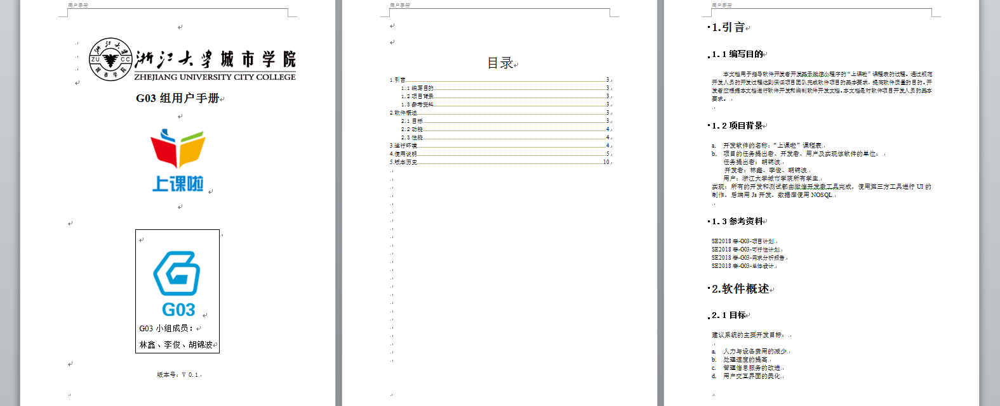 用户手册
浙江大学城市学院
ZU CC
ZHEJIANG UNIVERSITY CITY COLLEGE
G03 组用户手册
上课啦
G03
G03 小组成员：
林鑫、李俊、胡锦波
版本号：V 0.1
用户手册
目录
1.引言 3
1.1 编写目的 3
1.2 项目背景 3
1.3 参考资料 3
2.软件概述 3
2.1 目标 3
2.2 功能 4
2.3 性能 4
3.运行环境 4
4.使用说明 5
5.版本历史 10
用户手册
1.引言
1.1 编写目的
本文档用于指导软件开发者开发基于微信小程序的“上课啦”课程表的过程。通过规范
开发人员的开发过程达到保证项目团队完成软件项目的基本要求，提高软件质量的目的。开
发者应根据本文档进行软件开发和编制软件开发文档。本文档是对软件项目开发人员的基本
要求。
1.2 项目背景
a. 开发软件的名称：“上课啦”课程表
b. 项目的任务提出者、开发者、用户及实现该软件的单位：
任务提出者：胡锦波
开发者：林鑫、李俊、胡锦波
用户：浙江大学城市学院所有学生
实现：所有的开发和测试都由微信开发者工具完成，使用第三方工具进行 UI 的
制作，后端用 Js 开发，数据库使用 NOSQL
1.3 参考资料
SE2018 春-G03-项目计划
SE2018 春-G03-可行性计划
SE2018 春-G03-需求分析报告
SE2018 春-G03-总体设计
2.软件概述
2.1 目标
建议系统的主要开发目标：
a. 人力与设备费用的减少
b. 处理速度的提高
c. 管理信息服务的改进
d. 用户交互界面的美化